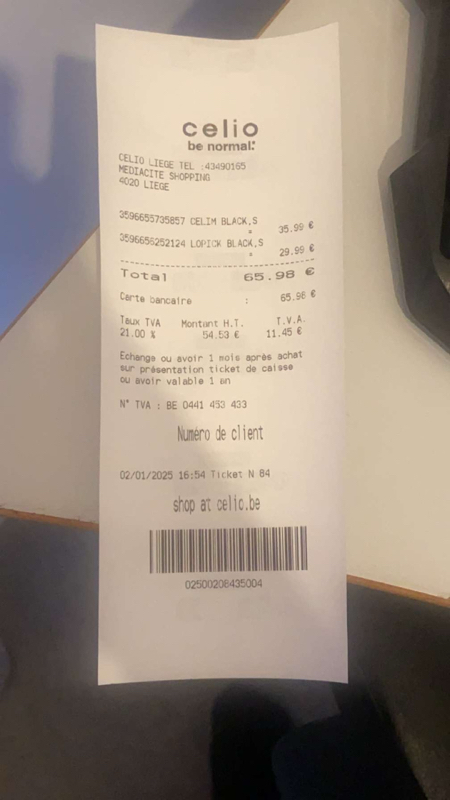 celio
be normal.
CELIO LIEGE TEL :43490165
MEDIACITE SHOPPING
4020 LIEGE
3596655735857 CELIM BLACK,S
35.99 €
3596656252124 LOPICK BLACK,S
29.99 €
Total 65.98 €
Carte bancaire : 65.98 €
Taux TVA Montant H.T. T.V.A.
21.00 % 54.53 € 11.45 €
Echange ou avoir 1 mois après achat
sur présentation ticket de caisse
ou avoir valable 1 an
N° TVA : BE 0441 453 433
Numéro de client
02/01/2025 16:54 Ticket N 84
shop at celio.be
02500208435004